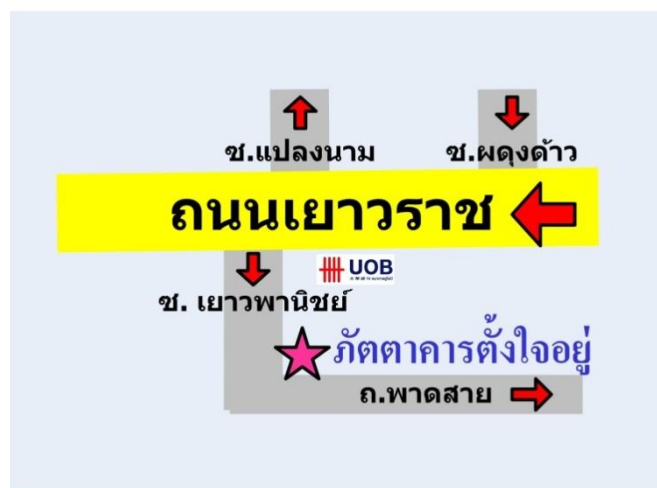 ซ.แปลงนาม
ซ.ผดุงด้าว
ถนนเยาวราช
UOB
ซ. เยาวพานิชย์
ภัตตาคารตั้งใจอยู่
ถ.พาดสาย